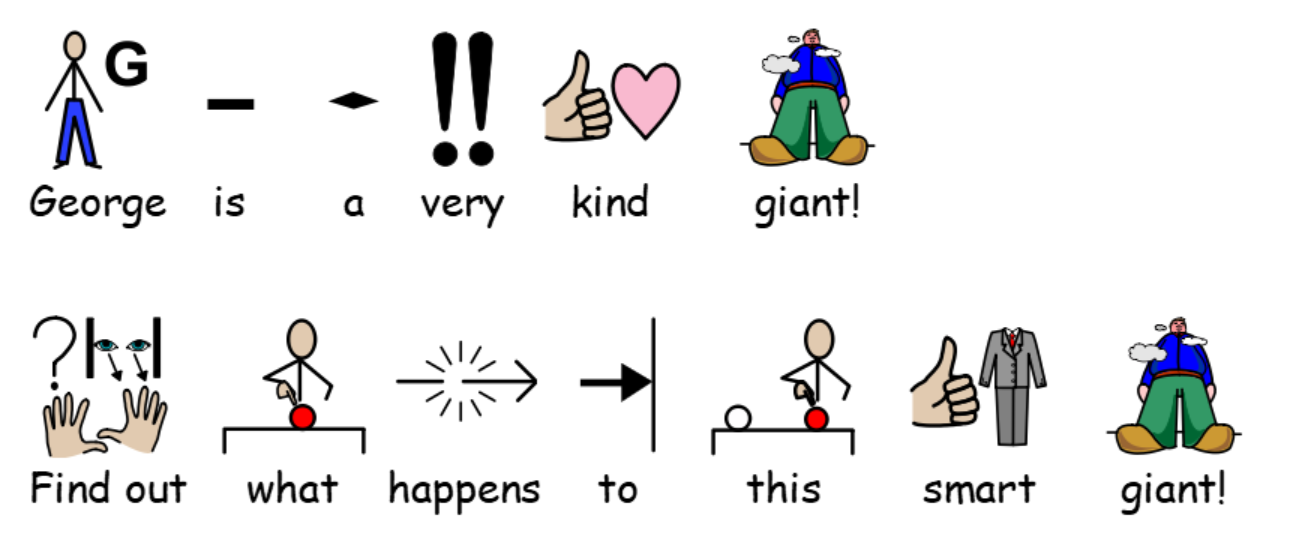 G
George is a very kind giant!
Find out what happens to this smart giant!